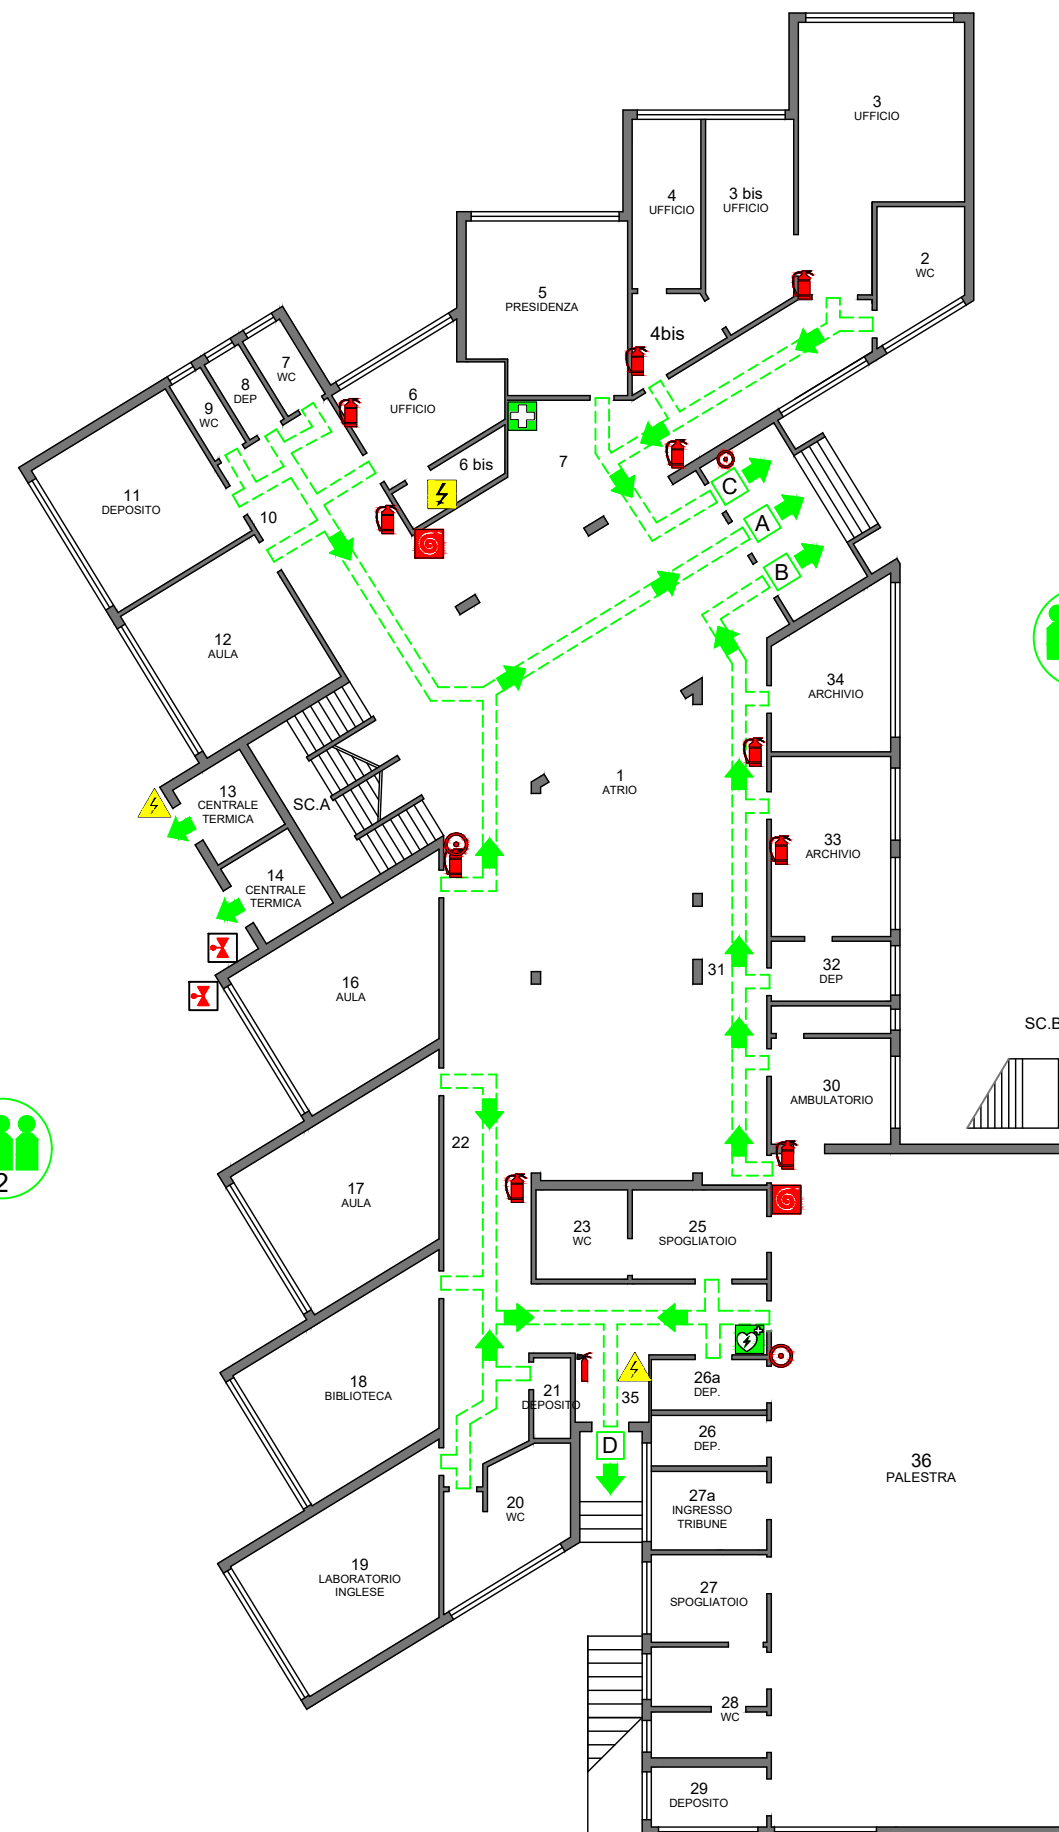 3
UFFICIO
4
UFFICIO
3 bis
UFFICIO
2
WC
5
PRESIDENZA
4bis
7
WC
8
DEP
9
WC
6
UFFICIO
6 bis
7
11
DEPOSITO
10
C
A
B
12
AULA
34
ARCHIVIO
1
ATRIO
13
CENTRALE
TERMICA
SC.A
33
ARCHIVIO
14
CENTRALE
TERMICA
16
AULA
31
32
DEP
SC.B
30
AMBULATORIO
22
2
17
AULA
23
WC
25
SPOGLIATOIO
18
BIBLIOTECA
21
DEPOSITO
35
26a
DEP.
D
26
DEP.
36
PALESTRA
27a
INGRESSO
TRIBUNE
20
WC
19
LABORATORIO
INGLESE
27
SPOGLIATOIO
28
WC
29
DEPOSITO